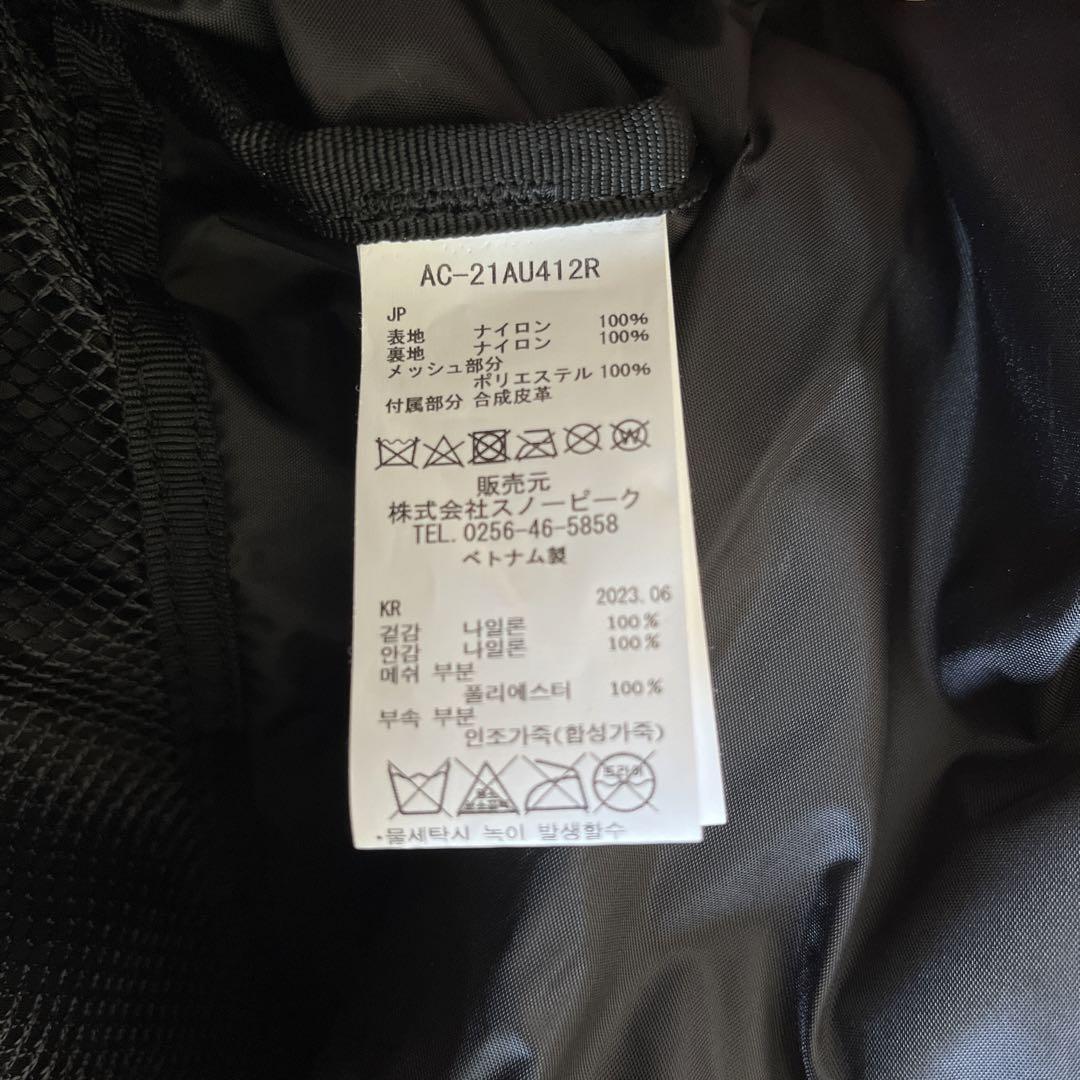 AC-21AU412R
JP
表地 ナイロン 100%
裏地 ナイロン 100%
メッシュ部分
ポリエステル 100%
付属部分 合成皮革
W
販売元
株式会社スノーピーク
TEL.0256-46-5858
ベトナム製
2023.06
KR
겉감 나일론 100%
안감 나일론 100%
메쉬 부분
폴리에스터 100%
부속 부분
인조가죽(합성가죽)
드라이
•물세탁시 녹이 발생할수